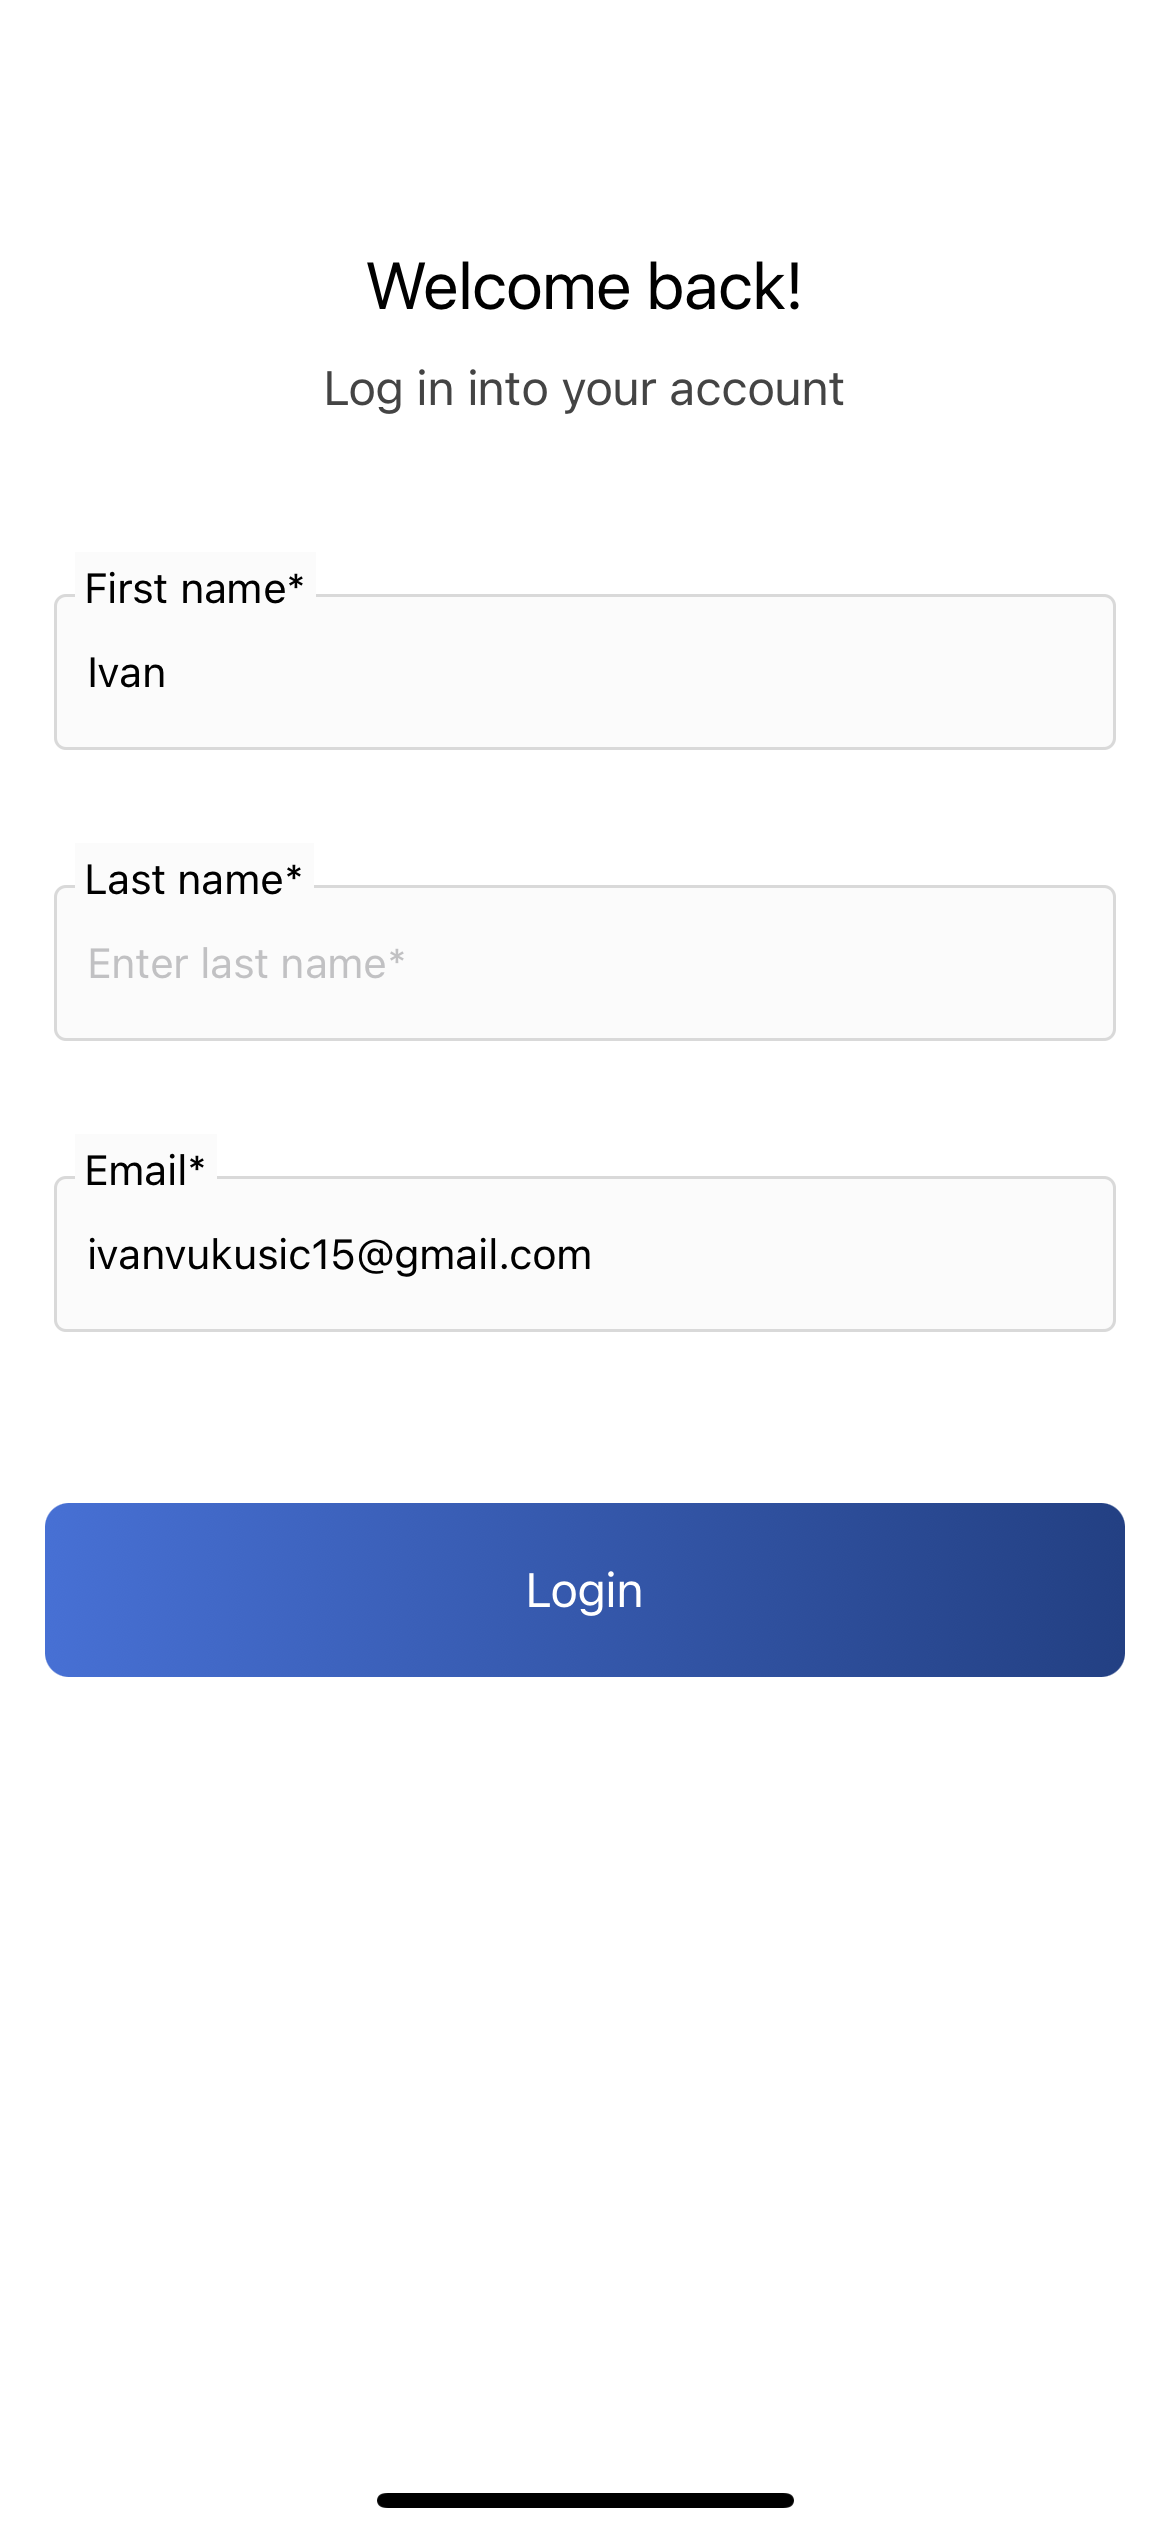 Welcome back!
Log in into your account
First name*
Ivan
Last name*
Enter last name*
Email*
ivanvukusic15@gmail.com
Login